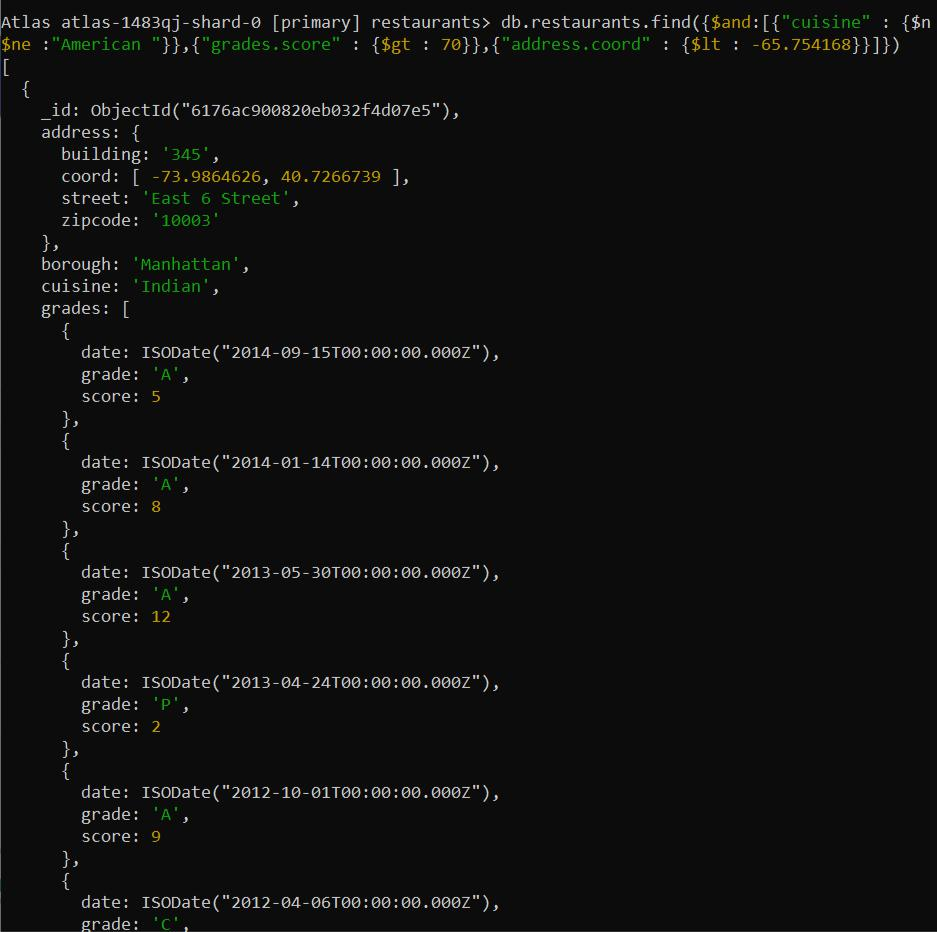 Atlas atlas-1483qj-shard-0 [primary] restaurants> db.restaurants.find({$and:[{"cuisine" : {$n
$ne :"American "}},{"grades.score" : {$gt : 70}},{"address.coord" : {$lt : -65.754168}}]})
[
  {
    _id: ObjectId("6176ac900820eb032f4d07e5"),
    address: {
      building: '345',
      coord: [ -73.9864626, 40.7266739 ],
      street: 'East 6 Street',
      zipcode: '10003'
    },
    borough: 'Manhattan',
    cuisine: 'Indian',
    grades: [
      {
        date: ISODate("2014-09-15T00:00:00.000Z"),
        grade: 'A',
        score: 5
      },
      {
        date: ISODate("2014-01-14T00:00:00.000Z"),
        grade: 'A',
        score: 8
      },
      {
        date: ISODate("2013-05-30T00:00:00.000Z"),
        grade: 'A',
        score: 12
      },
      {
        date: ISODate("2013-04-24T00:00:00.000Z"),
        grade: 'P',
        score: 2
      },
      {
        date: ISODate("2012-10-01T00:00:00.000Z"),
        grade: 'A',
        score: 9
      },
      {
        date: ISODate("2012-04-06T00:00:00.000Z"),
        grade: 'C',